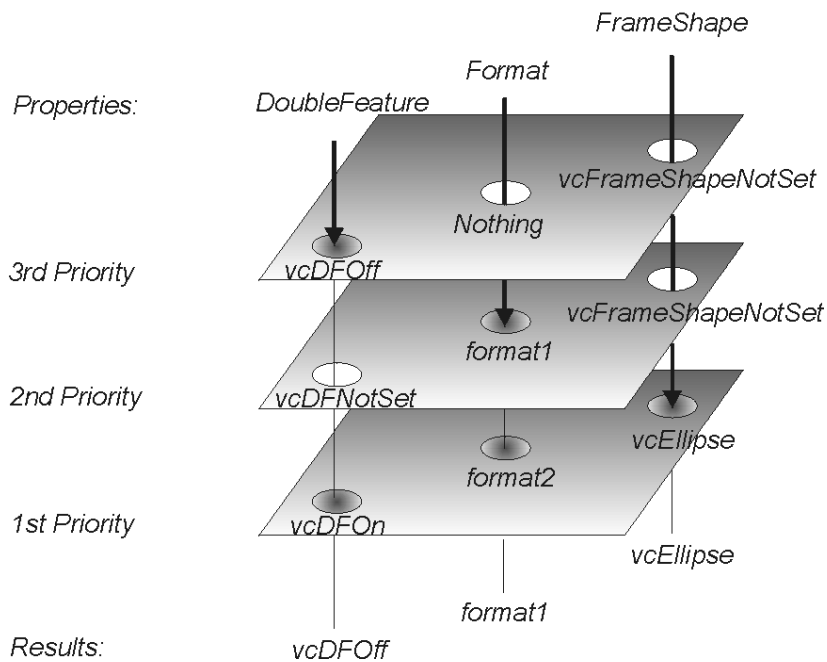 FrameShape
Format
Properties:
DoubleFeature
vcFrameShapeNotSet
Nothing
3rd Priority
vcDFOff
vcFrameShapeNotSet
format1
2nd Priority
vcDFNotSet
vcEllipse
format2
1st Priority
vcDFOn
vcEllipse
format1
Results:
vcDFOff